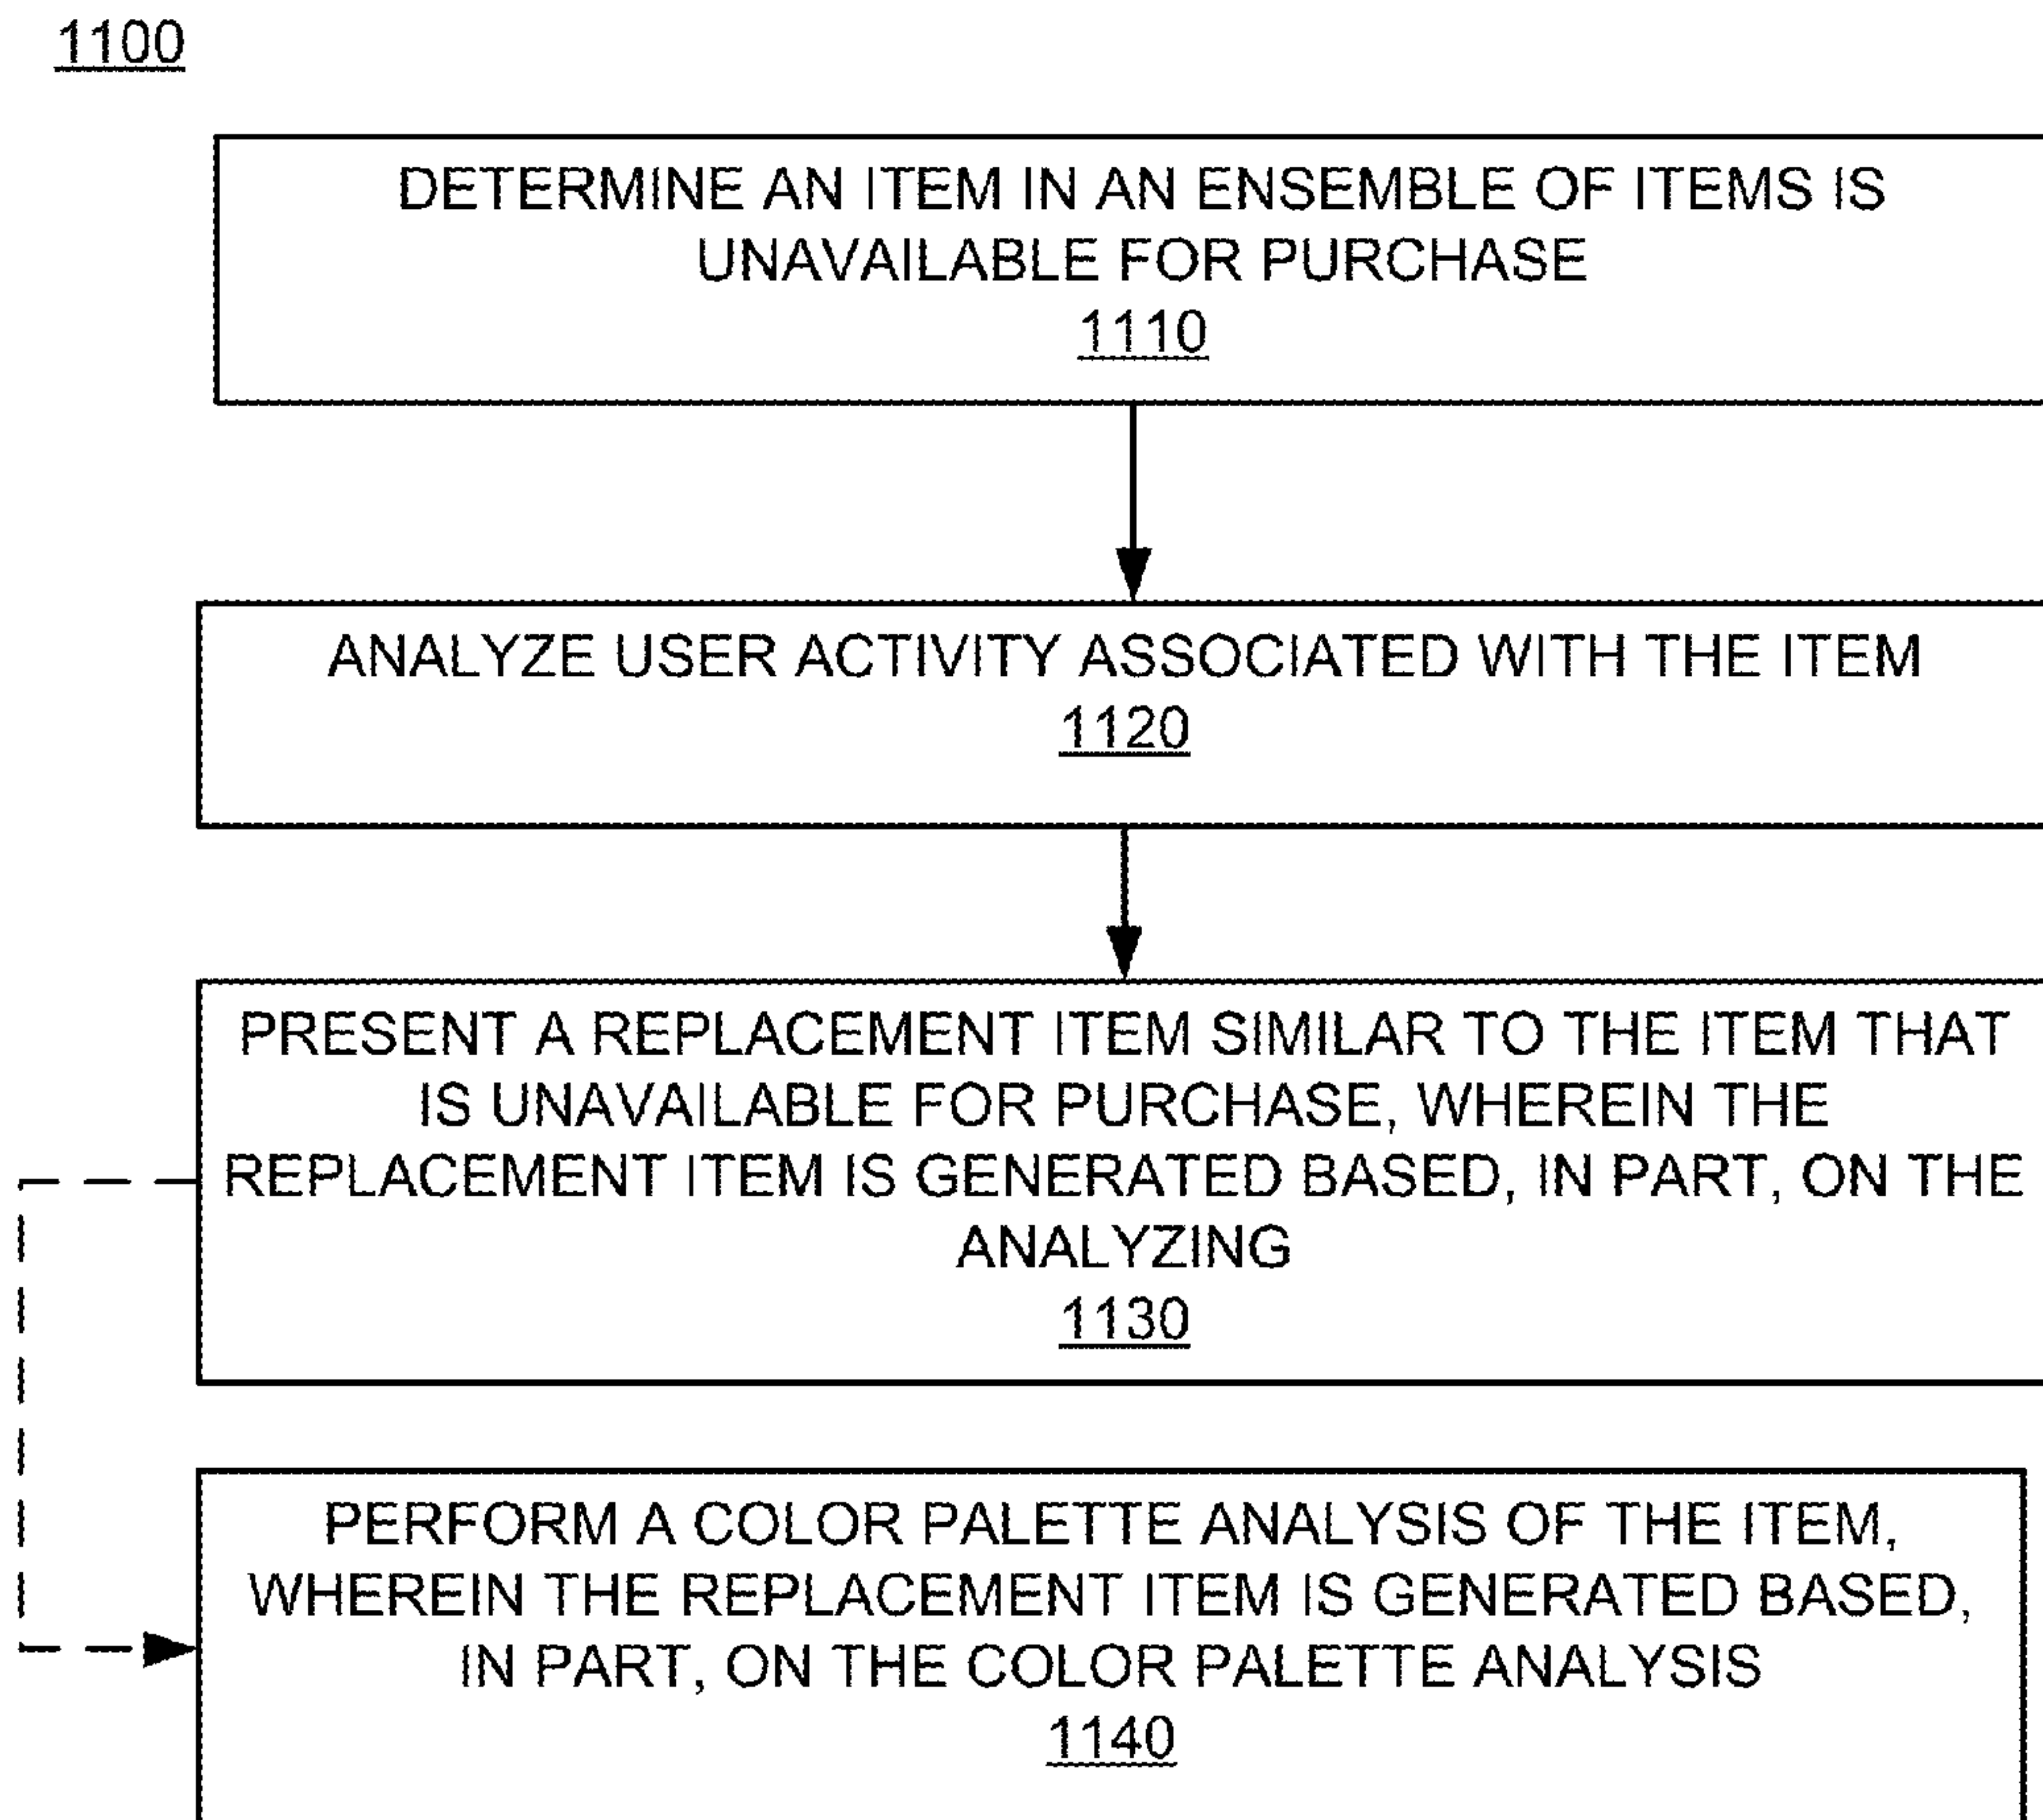 1100
DETERMINE AN ITEM IN AN ENSEMBLE OF ITEMS IS
UNAVAILABLE FOR PURCHASE
1110
ANALYZE USER ACTIVITY ASSOCIATED WITH THE ITEM
1120
PRESENT A REPLACEMENT ITEM SIMILAR TO THE ITEM THAT
IS UNAVAILABLE FOR PURCHASE, WHEREIN THE
REPLACEMENT ITEM IS GENERATED BASED, IN PART, ON THE
ANALYZING
1130
PERFORM A COLOR PALETTE ANALYSIS OF THE ITEM,
WHEREIN THE REPLACEMENT ITEM IS GENERATED BASED,
IN PART, ON THE COLOR PALETTE ANALYSIS
1140